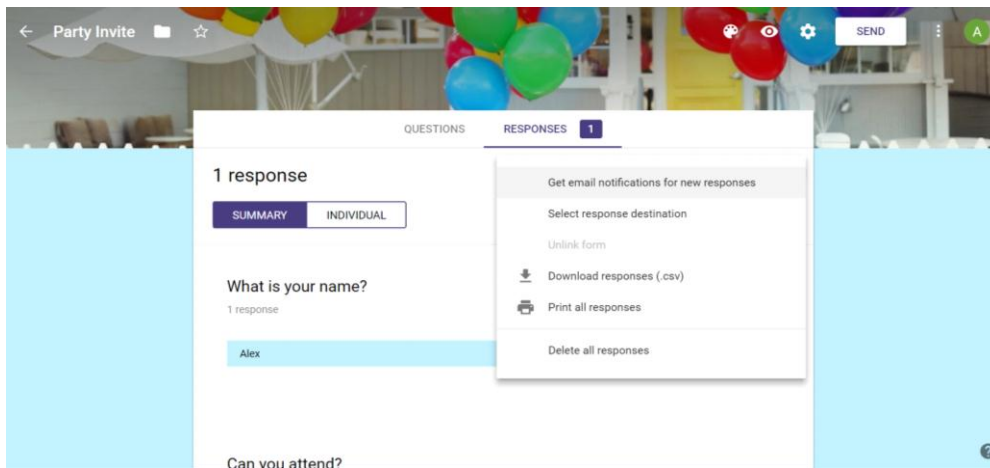 Party Invite
SEND
A
QUESTIONS
RESPONSES 1
1 response
SUMMARY INDIVIDUAL
What is your name?
1 response
Alex
Get email notifications for new responses
Select response destination
Unlink form
Download responses (.csv)
Print all responses
Delete all responses
Can you attend?